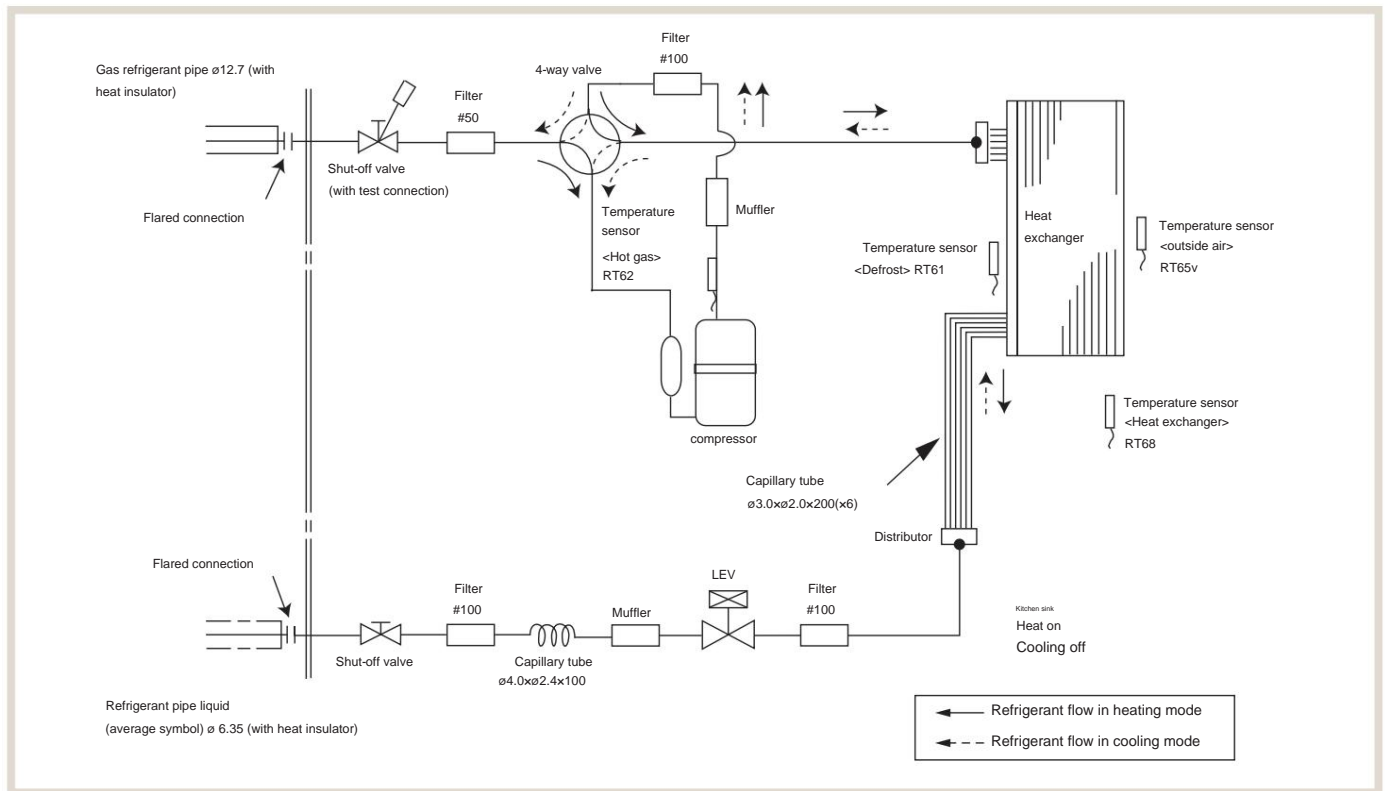 Gas refrigerant pipe ø12.7 (with
heat insulator)
Filter
#50
4-way valve
Filter
#100
Shut-off valve
(with test connection)
Flared connection
Temperature
sensor
<Hot gas>
RT62
Muffler
compressor
Heat
exchanger
Temperature sensor
<Defrost> RT61
Temperature sensor
<outside air>
RT65v
Temperature sensor
<Heat exchanger>
RT68
Capillary tube
ø3.0×ø2.0×200(×6)
Distributor
Flared connection
Shut-off valve
Filter
#100
Capillary tube
ø4.0×ø2.4×100
Muffler
LEV
Filter
#100
Kitchen sink
Heat on
Cooling off
Refrigerant pipe liquid
(average symbol) ø 6.35 (with heat insulator)
Refrigerant flow in heating mode
Refrigerant flow in cooling mode